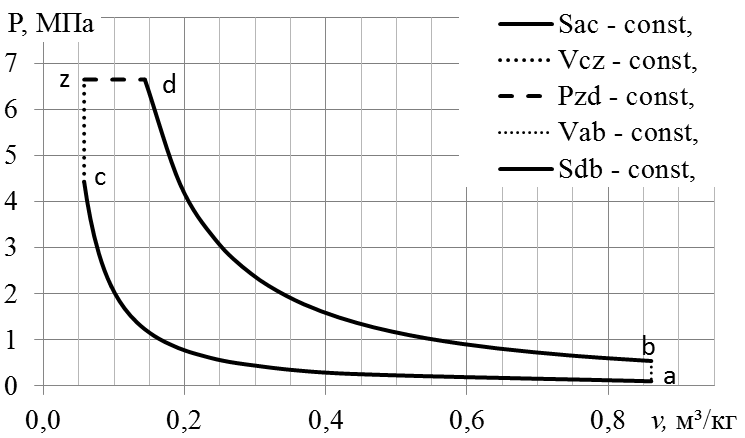 P, МПа
Sac - const,
Vcz - const,
Pzd - const,
Vab - const,
Sdb - const,
7
6
5
4
3
2
1
0
z
d
c
b
a
0,0
0,2
0,4
0,6
0,8
v, м³/кг